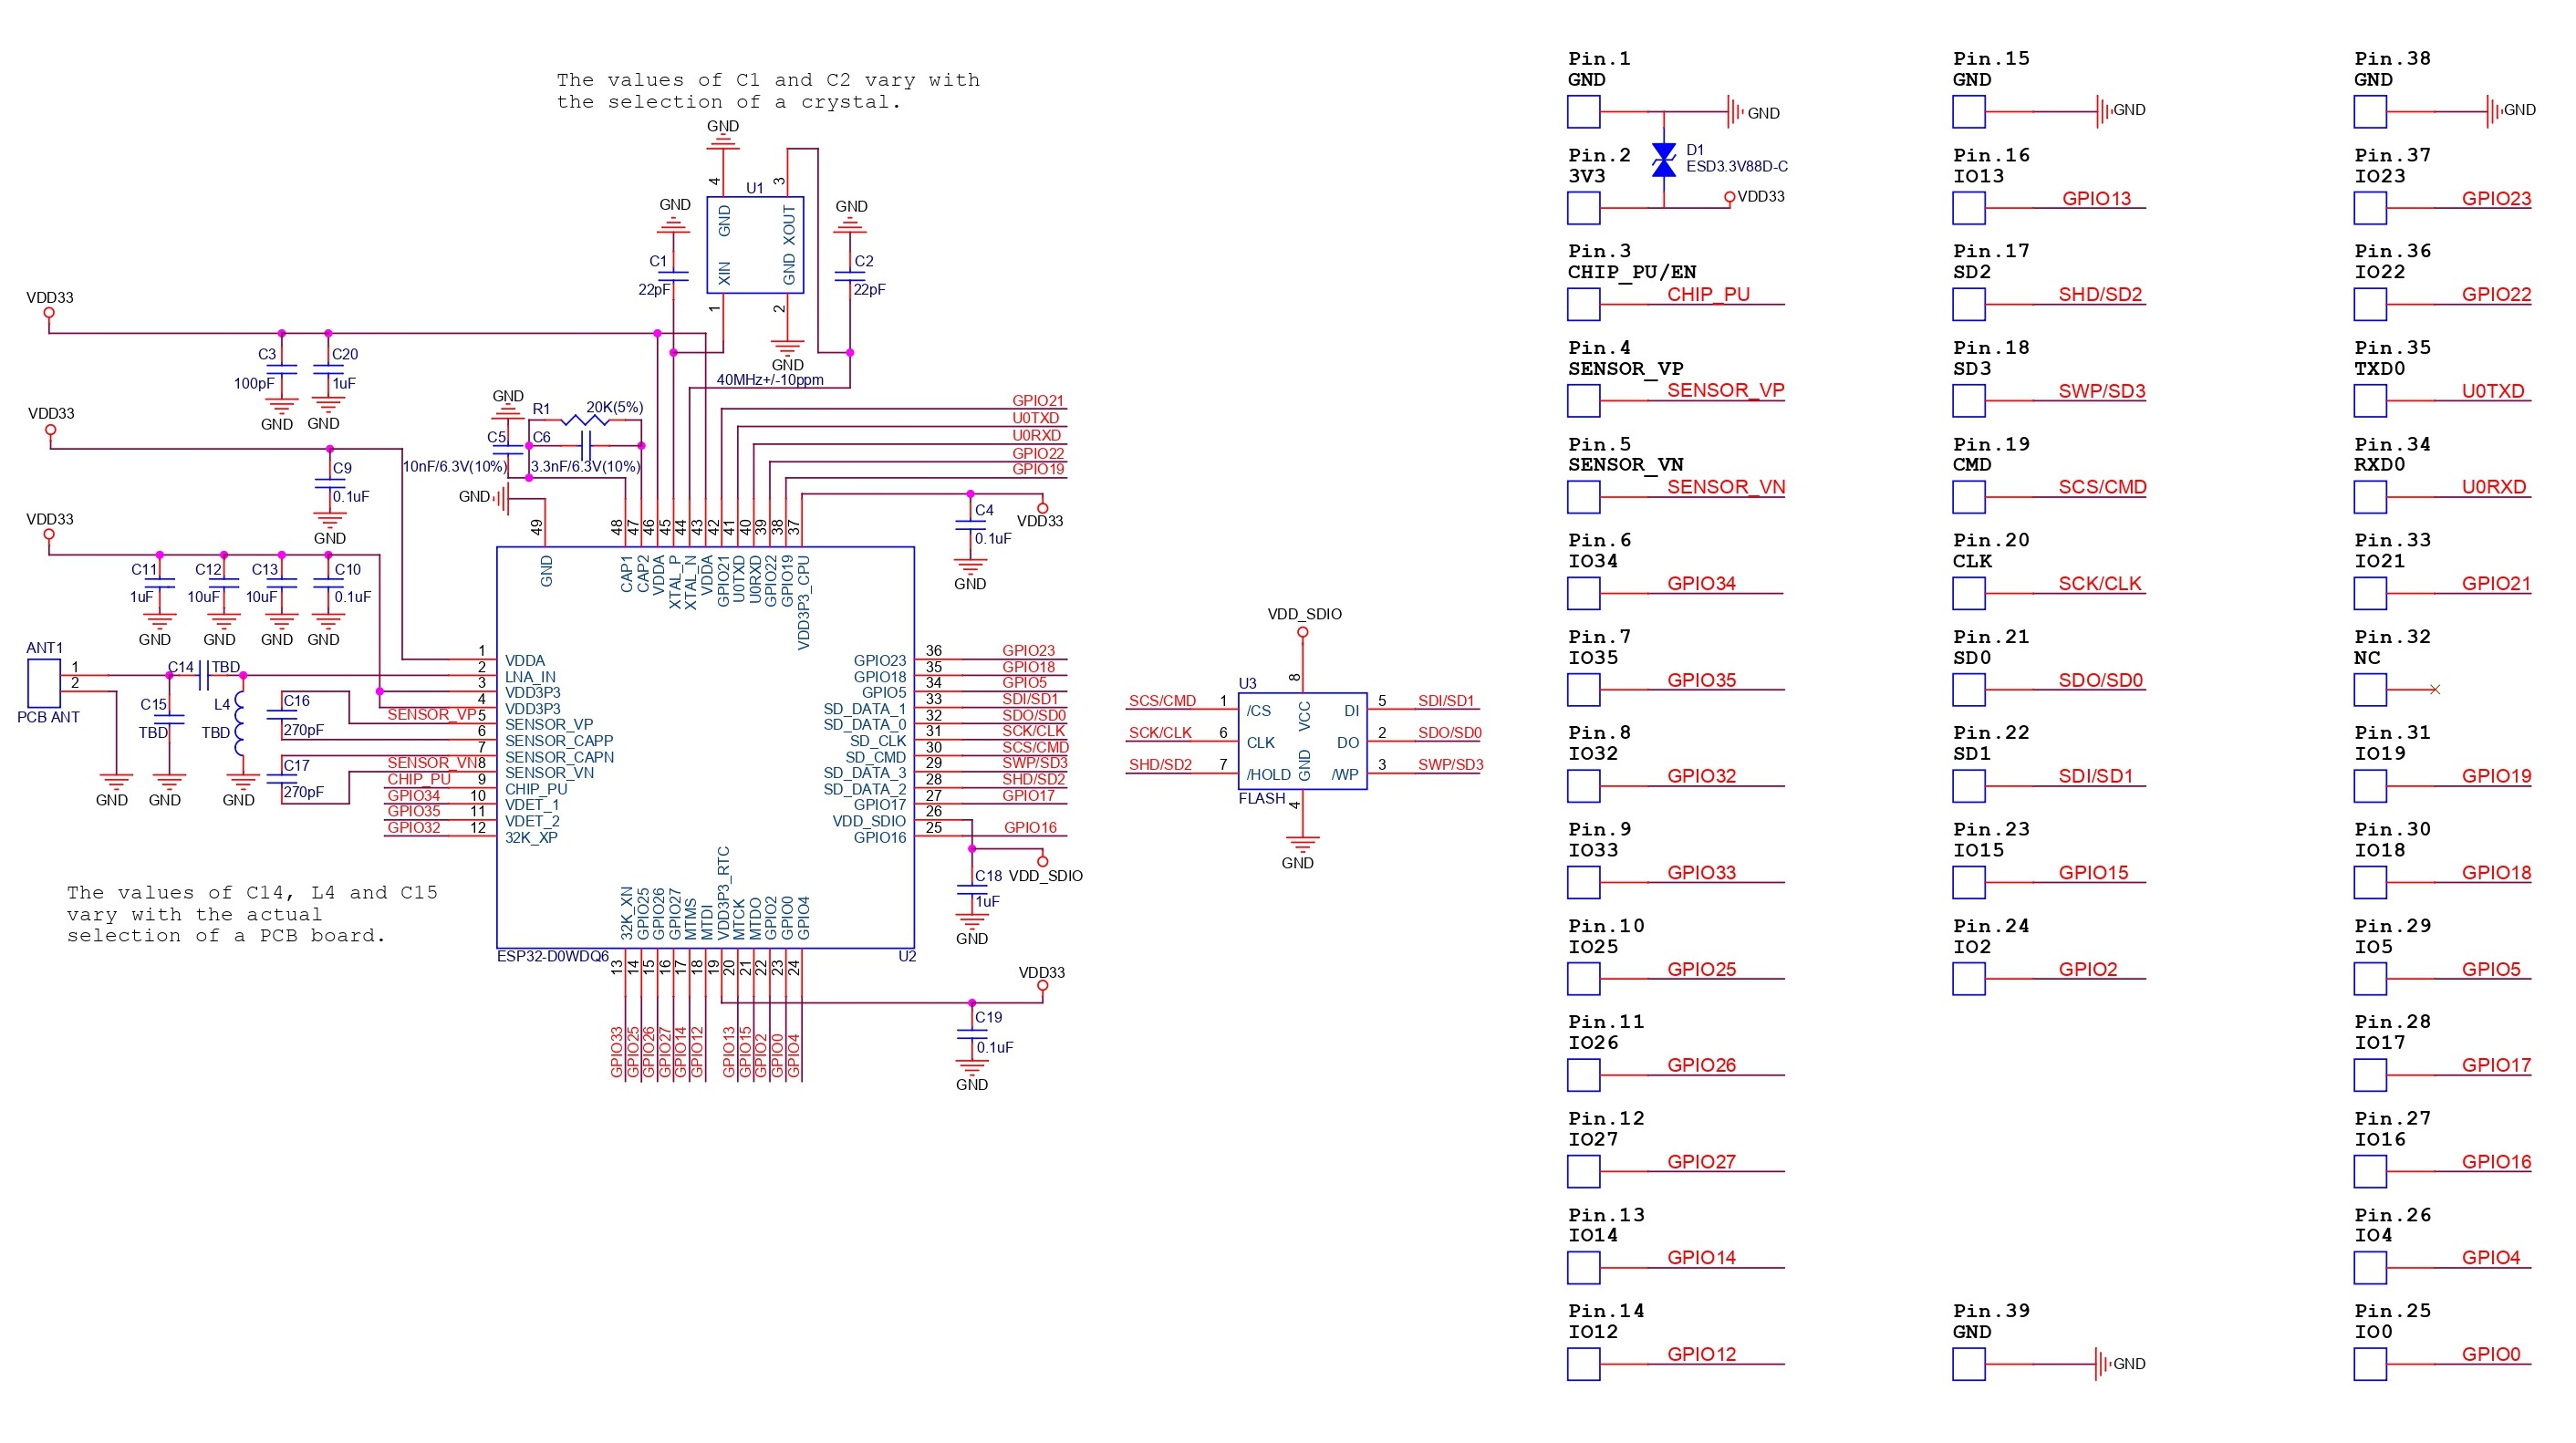 The values of C1 and C2 vary with
the selection of a crystal.
GND
4
3
U1
GND
GND
GND
XOUT
C1
22pF
XIN
GND
C2
22pF
1
2
GND
40MHz+/-10ppm
VDD33
C3
100pF
C20
1uF
GND
GND
VDD33
C9
0.1uF
GND
GND
R1
20K(5%)
C5
C6
10nF/6.3V(10%)
3.3nF/6.3V(10%)
GND
GPIO21
U0TXD
U0RXD
GPIO22
GPIO19
C4
0.1uF
VDD33
GND
VDD33
C11
1uF
C12
10uF
C13
10uF
C10
0.1uF
GND
GND
GND
GND
49
48
47
46
45
44
43
42
41
40
39
38
37
GND
CAP1
CAP2
VDDA
XTAL_P
XTAL_N
VDDA
GPIO21
U0TXD
U0RXD
GPIO22
GPIO19
VDD3P3_CPU
ANT1
1
2
PCB ANT
C14
TBD
C15
TBD
L4
TBD
C16
270pF
C17
270pF
GND
GND
GND
1 VDDA
2 LNA_IN
3 VDD3P3
4 VDD3P3
SENSOR_VP 5 SENSOR_VP
6 SENSOR_CAPP
7 SENSOR_CAPN
SENSOR_VN 8 SENSOR_VN
CHIP_PU 9 CHIP_PU
GPIO34 10 VDET_1
GPIO35 11 VDET_2
GPIO32 12 32K_XP
GPIO23 36 GPIO23
GPIO18 35 GPIO18
GPIO5 34 GPIO5
SD_DATA_1 33 SDI/SD1
SD_DATA_0 32 SDO/SD0
SD_CLK 31 SCK/CLK
SD_CMD 30 SCS/CMD
SD_DATA_3 29 SWP/SD3
SD_DATA_2 28 SHD/SD2
GPIO17 27 GPIO17
VDD_SDIO 26
GPIO16 25 GPIO16
C18
1uF
VDD_SDIO
GND
The values of C14, L4 and C15
vary with the actual
selection of a PCB board.
32K_XN
GPIO25
GPIO26
GPIO27
MTMS
MTDI
VDD3P3_RTC
MTCK
MTDO
GPIO2
GPIO0
GPIO4
ESP32-D0WDQ6
U2
13
14
15
16
17
18
19
20
21
22
23
24
GPIO33
GPIO25
GPIO26
GPIO27
GPIO14
GPIO12
GPIO13
GPIO15
GPIO2
GPIO0
GPIO4
VDD33
C19
0.1uF
GND
VDD_SDIO
8
U3
SCS/CMD 1 /CS
SCK/CLK 6 CLK
SHD/SD2 7 /HOLD
VCC
GND
DI 5 SDI/SD1
DO 2 SDO/SD0
/WP 3 SWP/SD3
FLASH
4
GND
Pin.1
GND
GND
D1
ESD3.3V88D-C
Pin.2
3V3
VDD33
Pin.3
CHIP_PU/EN
CHIP_PU
Pin.4
SENSOR_VP
SENSOR_VP
Pin.5
SENSOR_VN
SENSOR_VN
Pin.6
IO34
GPIO34
Pin.7
IO35
GPIO35
Pin.8
IO32
GPIO32
Pin.9
IO33
GPIO33
Pin.10
IO25
GPIO25
Pin.11
IO26
GPIO26
Pin.12
IO27
GPIO27
Pin.13
IO14
GPIO14
Pin.14
IO12
GPIO12
Pin.15
GND
GND
Pin.16
IO13
GPIO13
Pin.17
SD2
SHD/SD2
Pin.18
SD3
SWP/SD3
Pin.19
CMD
SCS/CMD
Pin.20
CLK
SCK/CLK
Pin.21
SD0
SDO/SD0
Pin.22
SD1
SDI/SD1
Pin.23
IO15
GPIO15
Pin.24
IO2
GPIO2
Pin.39
GND
GND
Pin.38
GND
GND
Pin.37
IO23
GPIO23
Pin.36
IO22
GPIO22
Pin.35
TXD0
U0TXD
Pin.34
RXD0
U0RXD
Pin.33
IO21
GPIO21
Pin.32
NC
Pin.31
IO19
GPIO19
Pin.30
IO18
GPIO18
Pin.29
IO5
GPIO5
Pin.28
IO17
GPIO17
Pin.27
IO16
GPIO16
Pin.26
IO4
GPIO4
Pin.25
IO0
GPIO0